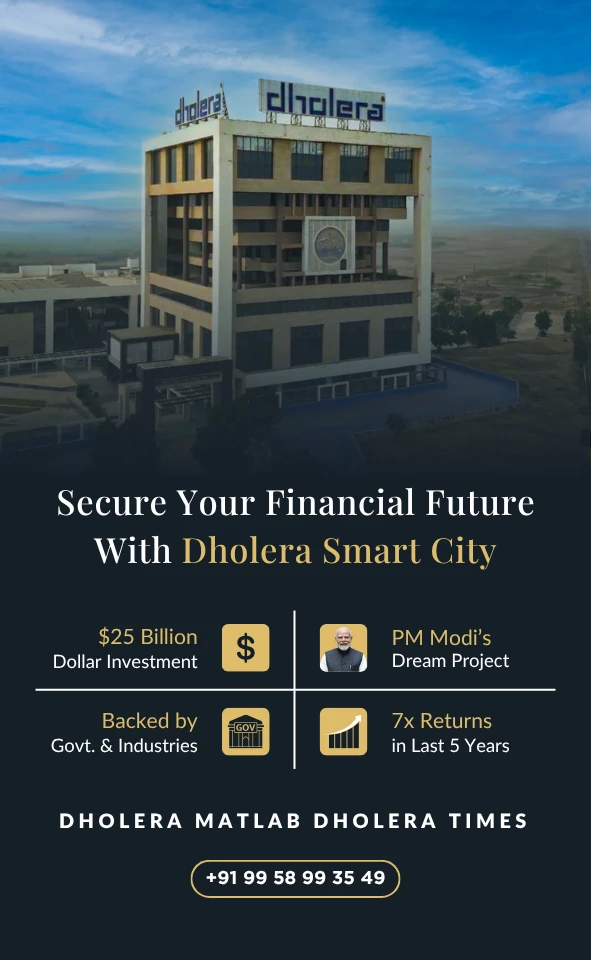 dholera
dholera
Secure Your Financial Future
With Dholera Smart City
$25 Billion
Dollar Investment
$
PM Modi's
Dream Project
Backed by
Govt. & Industries
GOV
7x Returns
in Last 5 Years
DHOLERA MATLAB DHOLERA TIMES
+91 99 58 99 35 49